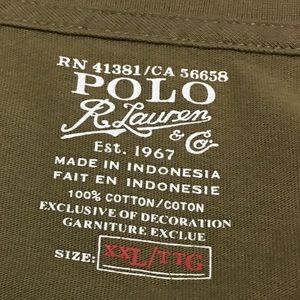 RN 41381/CA 56658
POLO
R. Lauren
& Co.
Est. 1967
MADE IN INDONESIA
FAIT EN INDONESIE
100% COTTON/COTON
EXCLUSIVE OF DECORATION
GARNITURE EXCLUE
SIZE: XXL/TTG